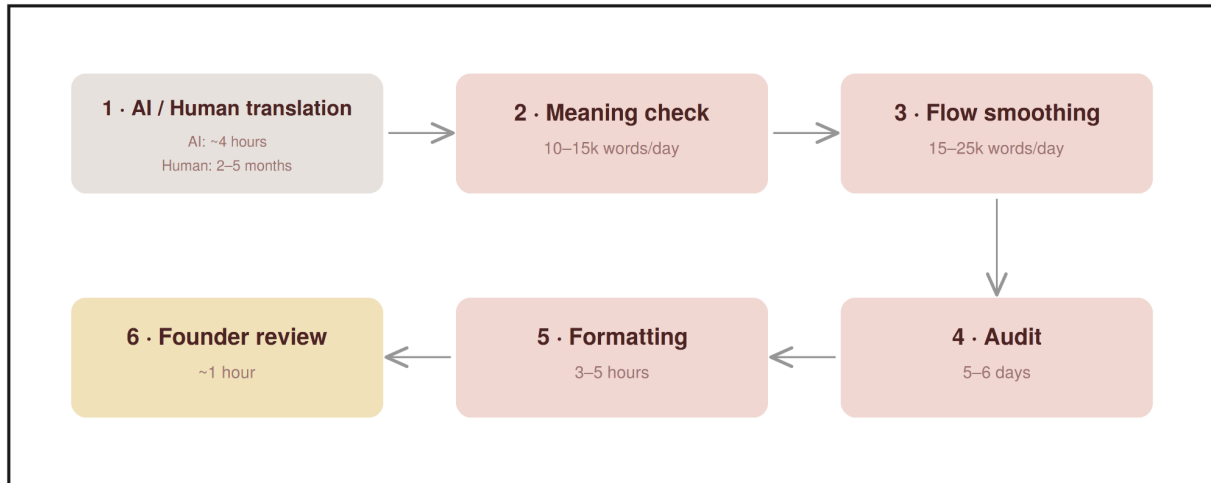 1 · AI / Human translation
AI: ~4 hours
Human: 2–5 months
2 · Meaning check
10–15k words/day
3 · Flow smoothing
15–25k words/day
4 · Audit
5–6 days
5 · Formatting
3–5 hours
6 · Founder review
~1 hour